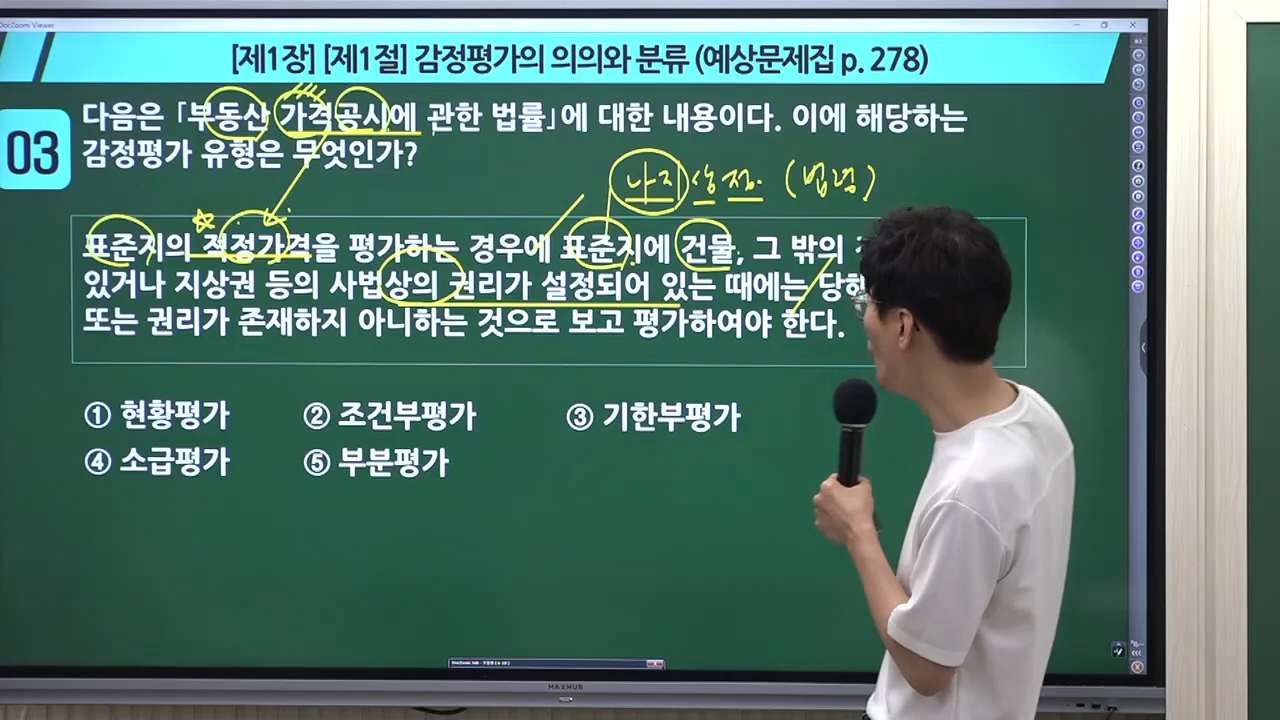 DocZoom Viewer
[제1장] [제1절] 감정평가의 의의와 분류 (예상문제집 p. 278)
03
다음은 「부동산 가격공시에 관한 법률」에 대한 내용이다. 이에 해당하는
감정평가 유형은 무엇인가?
나지 상정. (법령)
표준지의 적정가격을 평가하는 경우에 표준지에 건물, 그 밖의
있거나 지상권 등의 사법상의 권리가 설정되어 있는 때에는 당해
또는 권리가 존재하지 아니하는 것으로 보고 평가하여야 한다.
① 현황평가 ② 조건부평가 ③ 기한부평가
④ 소급평가 ⑤ 부분평가
MAXHUB